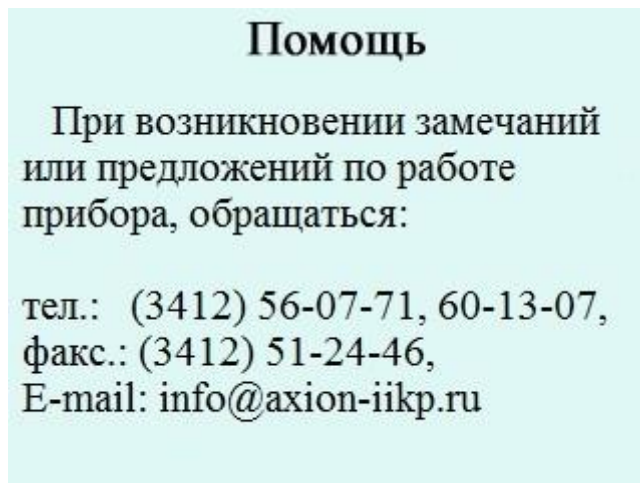 Помощь
При возникновении замечаний
или предложений по работе
прибора, обращаться:
тел.: (3412) 56-07-71, 60-13-07,
факс.: (3412) 51-24-46,
E-mail: info@axion-iikp.ru